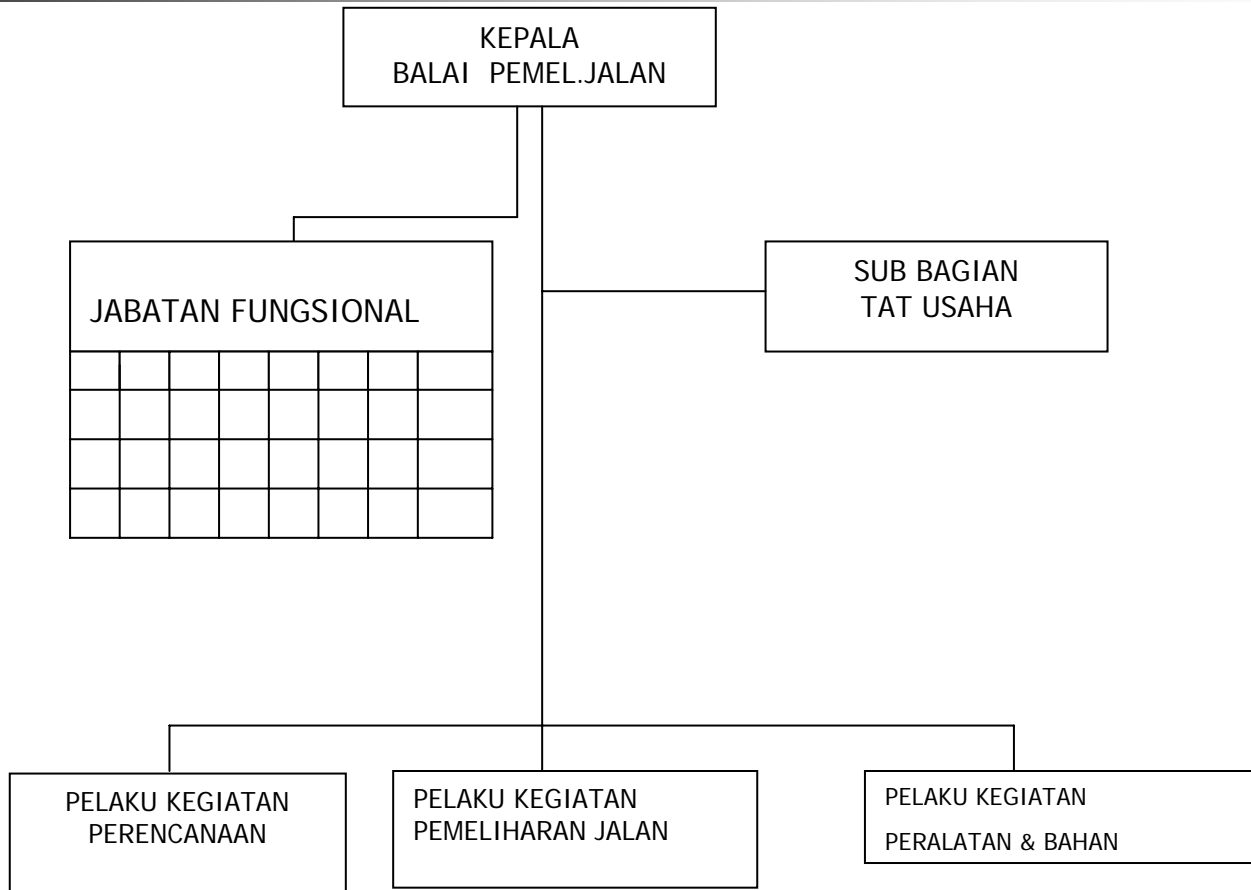 KEPALA
BALAI PEMEL.JALAN
JABATAN FUNGSIONAL
SUB BAGIAN
TAT USAHA
PELAKU KEGIATAN
PERENCANAAN
PELAKU KEGIATAN
PEMELIHARAN JALAN
PELAKU KEGIATAN
PERALATAN & BAHAN